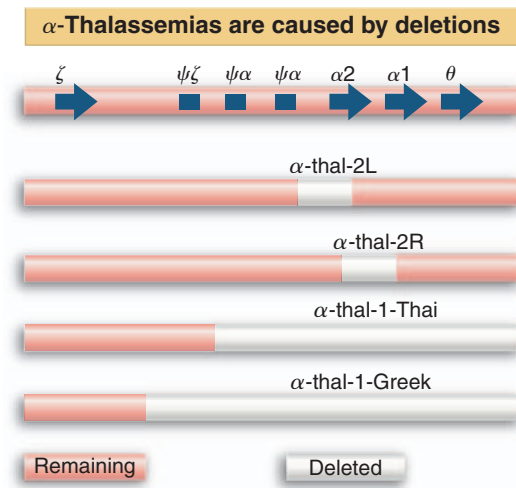 α-Thalassemias are caused by deletions
ζ ψζ ψα ψα α2 α1 θ
α-thal-2L
α-thal-2R
α-thal-1-Thai
α-thal-1-Greek
Remaining Deleted